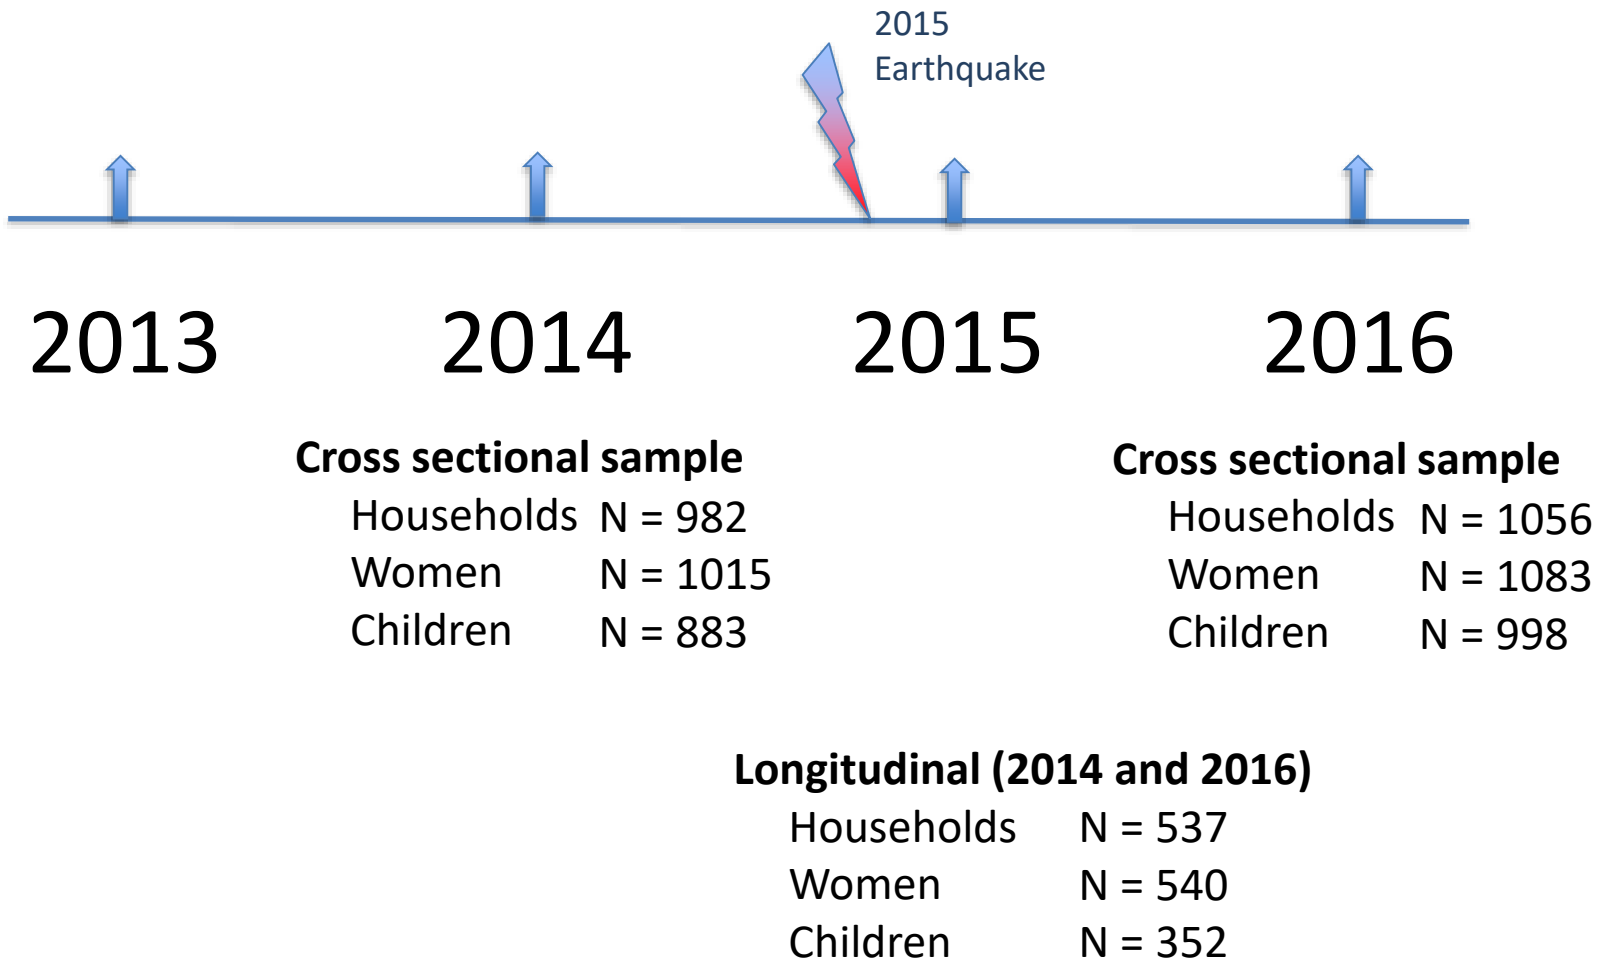 2015
Earthquake
2013 2014 2015 2016
Cross sectional sample
Households N = 982
Women N = 1015
Children N = 883
Cross sectional sample
Households N = 1056
Women N = 1083
Children N = 998
Longitudinal (2014 and 2016)
Households N = 537
Women N = 540
Children N = 352